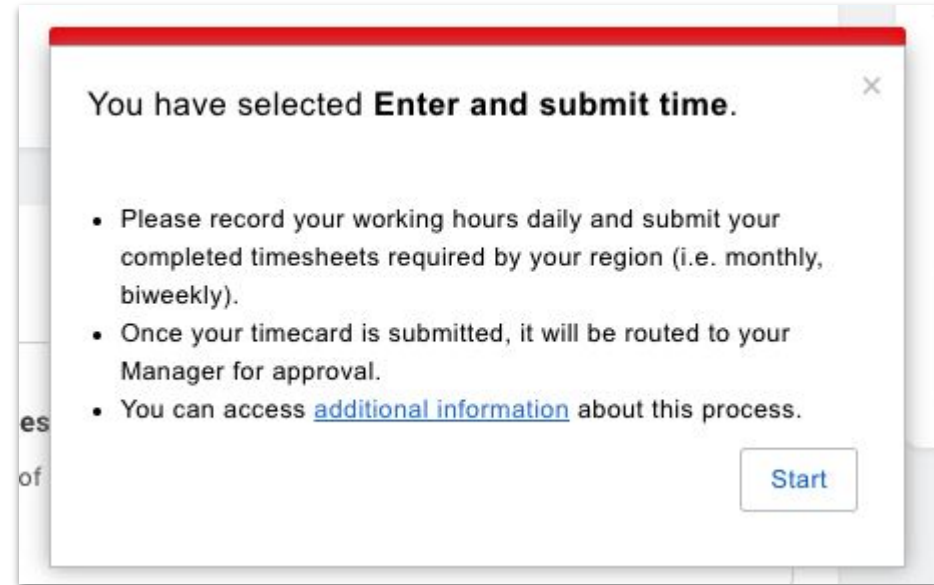 You have selected Enter and submit time.
×
• Please record your working hours daily and submit your
completed timesheets required by your region (i.e. monthly,
biweekly).
• Once your timecard is submitted, it will be routed to your
Manager for approval.
• You can access additional information about this process.
es
of
Start